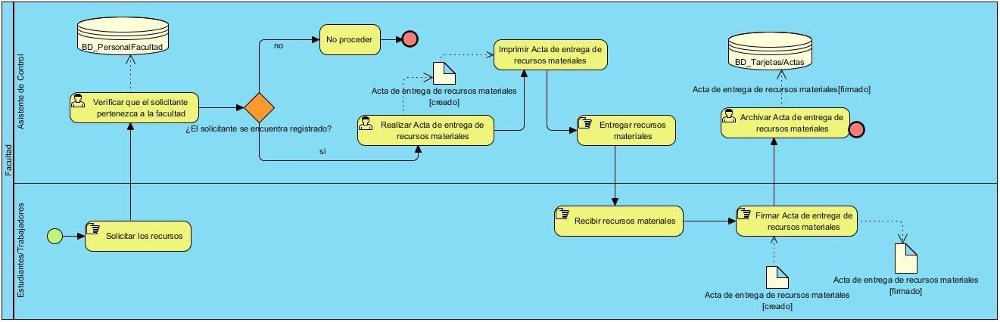 Facultad
Asistente de Control
BD_PersonalFacultad
Verificar que el solicitante
pertenezca a la facultad
¿El solicitante se encuentra registrado?
no
No proceder
si
Realizar Acta de entrega de
recursos materiales
Acta de entrega de recursos materiales
[creado]
Imprimir Acta de entrega de
recursos materiales
Entregar recursos
materiales
BD_Tarjetas/Actas
Acta de entrega de recursos materiales[firmado]
Archivar Acta de entrega de
recursos materiales
Estudiantes/Trabajadores
Solicitar los recursos
Recibir recursos materiales
Firmar Acta de entrega de
recursos materiales
Acta de entrega de recursos materiales
[creado]
Acta de entrega de recursos materiales
[firmado]